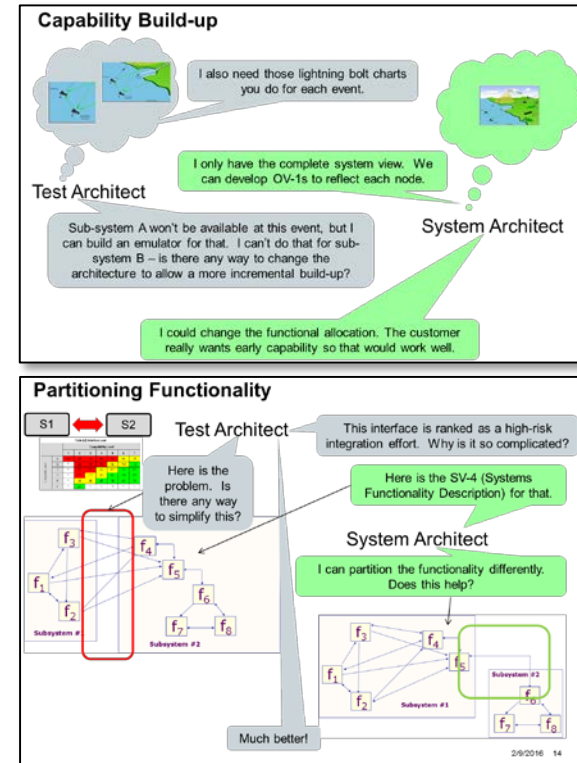 Capability Build-up
I also need those lightning bolt charts
you do for each event.
I only have the complete system view. We
can develop OV-1s to reflect each node.
Test Architect
System Architect
Sub-system A won't be available at this event, but I
can build an emulator for that. I can't do that for sub-
system B – is there any way to change the
architecture to allow a more incremental build-up?
I could change the functional allocation. The customer
really wants early capability so that would work well.
Partitioning Functionality
S1
S2
Test Architect
This interface is ranked as a high-risk
integration effort. Why is it so complicated?
Here is the
problem. Is
there any way
to simplify this?
Here is the SV-4 (Systems
Functionality Description) for that.
System Architect
I can partition the functionality differently.
Does this help?
f3
f4
f5
f1
f6
f2
f7
f8
Subsystem #
Subsystem #2
f3
f4
f5
f1
Subsystem #2
f6
f2
Subsystem #1
f7
f8
Much better!
2/9/2016 14